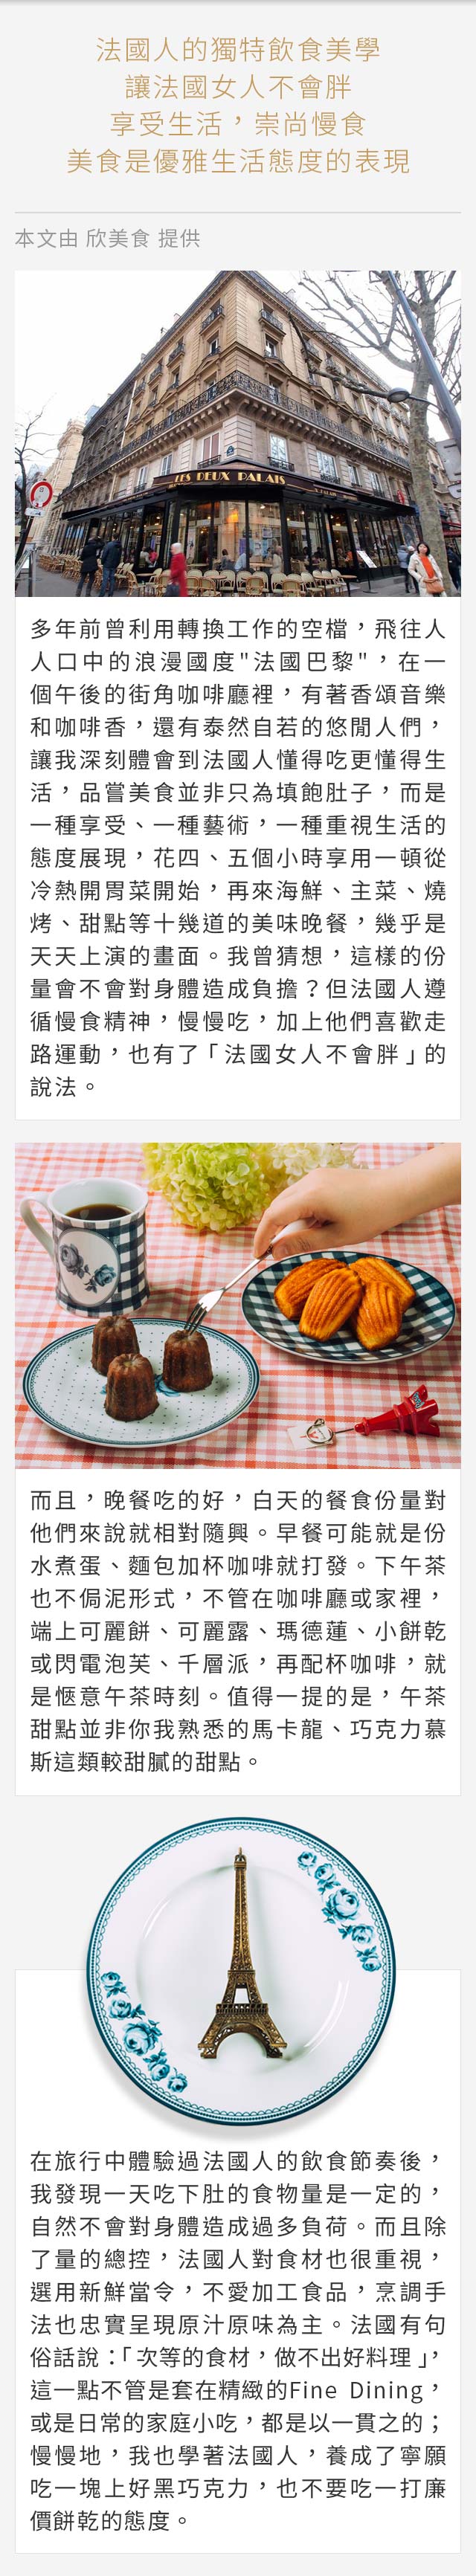 法國人的獨特飲食美學
讓法國女人不會胖
享受生活，崇尚慢食
美食是優雅生活態度的表現
本文由 欣美食 提供
LES DEUX PALAIS
多年前曾利用轉換工作的空檔，飛往人
人口中的浪漫國度"法國巴黎"，在一
個午後的街角咖啡廳裡，有著香頌音樂
和咖啡香，還有泰然自若的悠閒人們，
讓我深刻體會到法國人懂得吃更懂得生
活，品嘗美食並非只為填飽肚子，而是
一種享受、一種藝術，一種重視生活的
態度展現，花四、五個小時享用一頓從
冷熱開胃菜開始，再來海鮮、主菜、燒
烤、甜點等十幾道的美味晚餐，幾乎是
天天上演的畫面。我曾猜想，這樣的份
量會不會對身體造成負擔？但法國人遵
循慢食精神，慢慢吃，加上他們喜歡走
路運動，也有了「法國女人不會胖」的
說法。
而且，晚餐吃的好，白天的餐食份量對
他們來說就相對隨興。早餐可能就是份
水煮蛋、麵包加杯咖啡就打發。下午茶
也不侷泥形式，不管在咖啡廳或家裡，
端上可麗餅、可麗露、瑪德蓮、小餅乾
或閃電泡芙、千層派，再配杯咖啡，就
是愜意午茶時刻。值得一提的是，午茶
甜點並非你我熟悉的馬卡龍、巧克力慕
斯這類較甜膩的甜點。
在旅行中體驗過法國人的飲食節奏後，
我發現一天吃下肚的食物量是一定的，
自然不會對身體造成過多負荷。而且除
了量的總控，法國人對食材也很重視，
選用新鮮當令，不愛加工食品，烹調手
法也忠實呈現原汁原味為主。法國有句
俗話說：「次等的食材，做不出好料理」，
這一點不管是套在精緻的Fine Dining，
或是日常的家庭小吃，都是以一貫之的；
慢慢地，我也學著法國人，養成了寧願
吃一塊上好黑巧克力，也不要吃一打廉
價餅乾的態度。